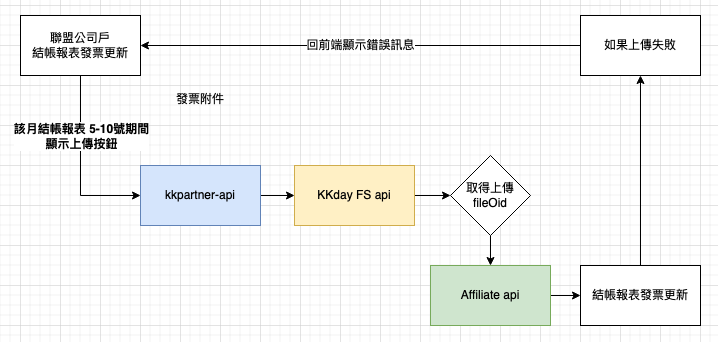 聯盟公司戶
結帳報表發票更新
回前端顯示錯誤訊息
如果上傳失敗
發票附件
該月結帳報表 5-10號期間
顯示上傳按鈕
kkpartner-api
KKday FS api
取得上傳
fileOid
Affiliate api
結帳報表發票更新